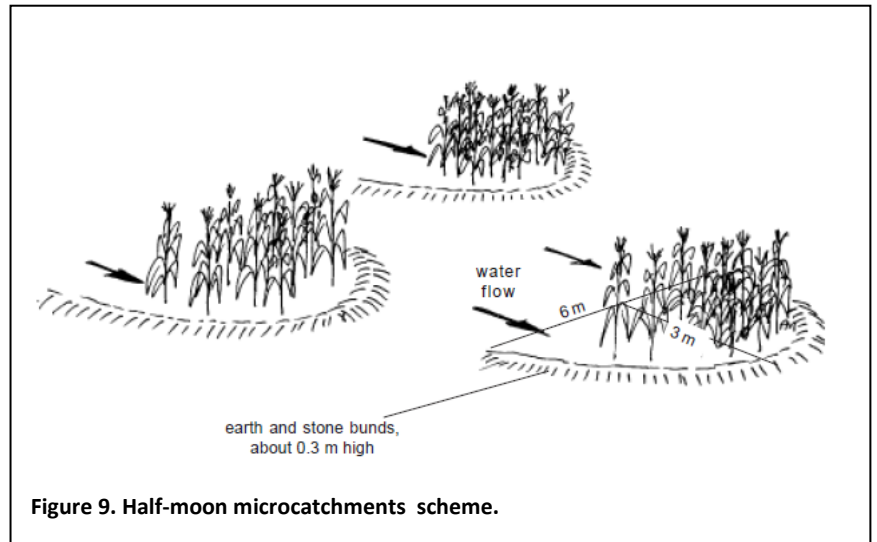 water
flow
6 m
3 m
earth and stone bunds,
about 0.3 m high
Figure 9. Half-moon microcatchments scheme.